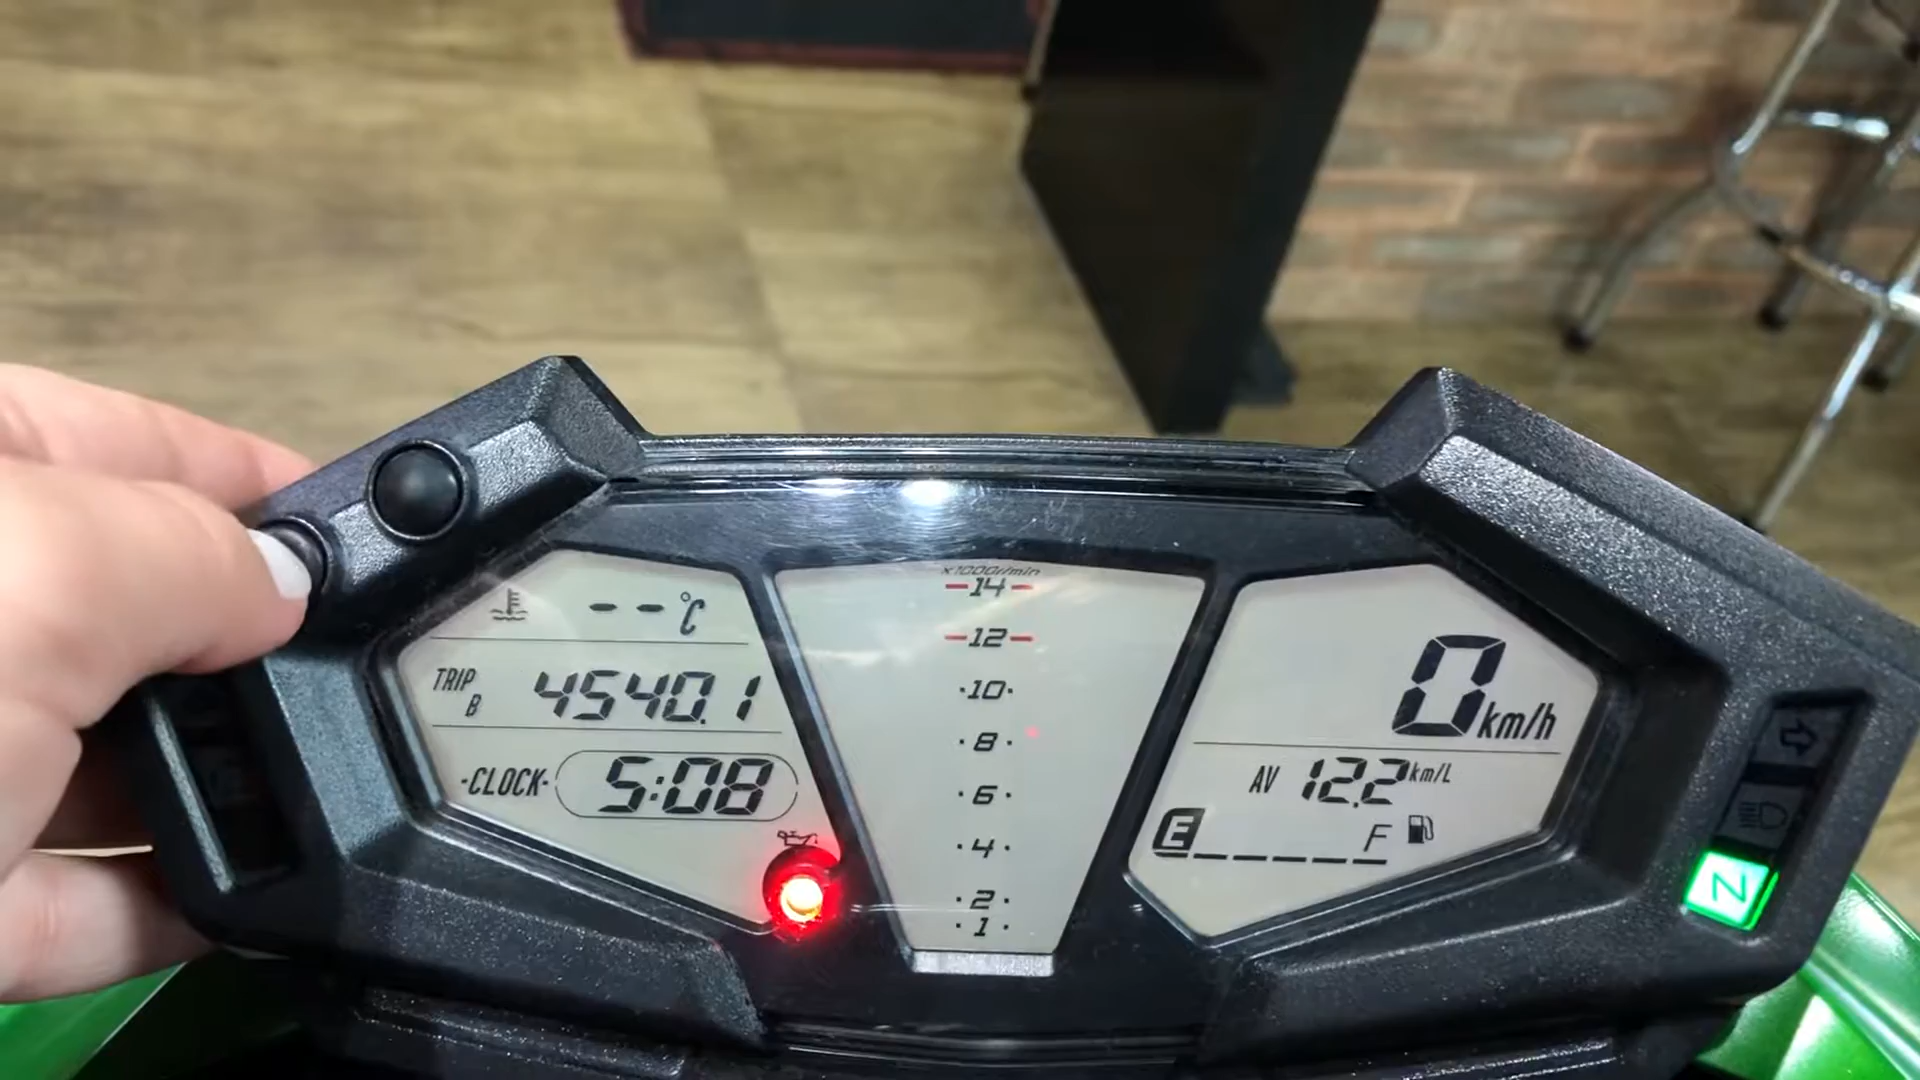 -- °C
TRIP B 4540.1
-CLOCK- 5:08
x1000r/min
14
12
10
8
6
4
2
1
0 km/h
AV 12.2 km/L
E F
N